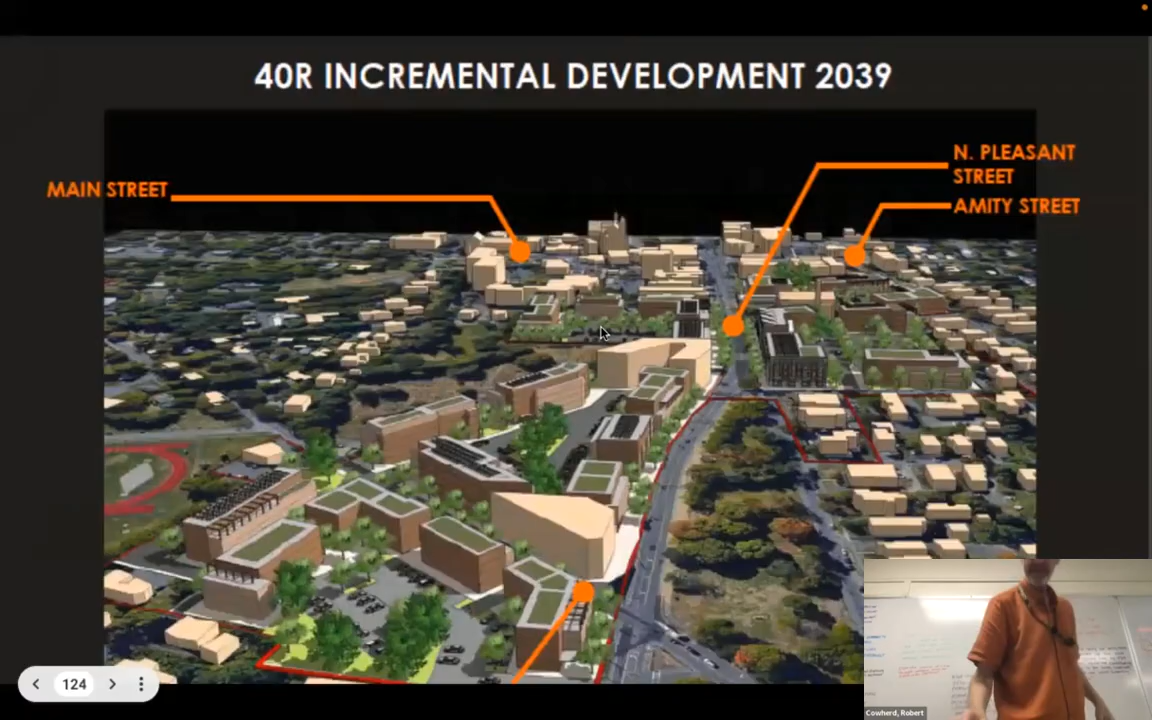 40R INCREMENTAL DEVELOPMENT 2039
N. PLEASANT
STREET
MAIN STREET
AMITY STREET
124
Cowherd, Robert